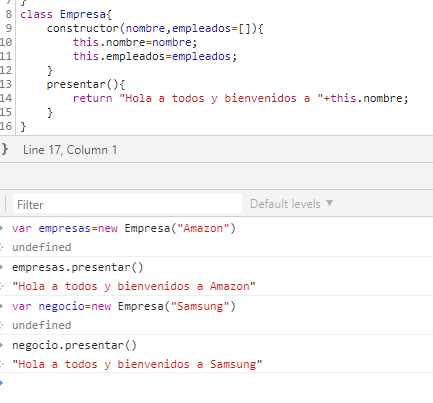 7 }
8 class Empresa{
9 constructor(nombre,empleados=[]){
10 this.nombre=nombre;
11 this.empleados=empleados;
12 }
13 presentar(){
14 return "Hola a todos y bienvenidos a "+this.nombre;
15 }
16 }
} Line 17, Column 1
Filter Default levels ▼
var empresas=new Empresa("Amazon")
undefined
empresas.presentar()
"Hola a todos y bienvenidos a Amazon"
var negocio=new Empresa("Samsung")
undefined
negocio.presentar()
"Hola a todos y bienvenidos a Samsung"